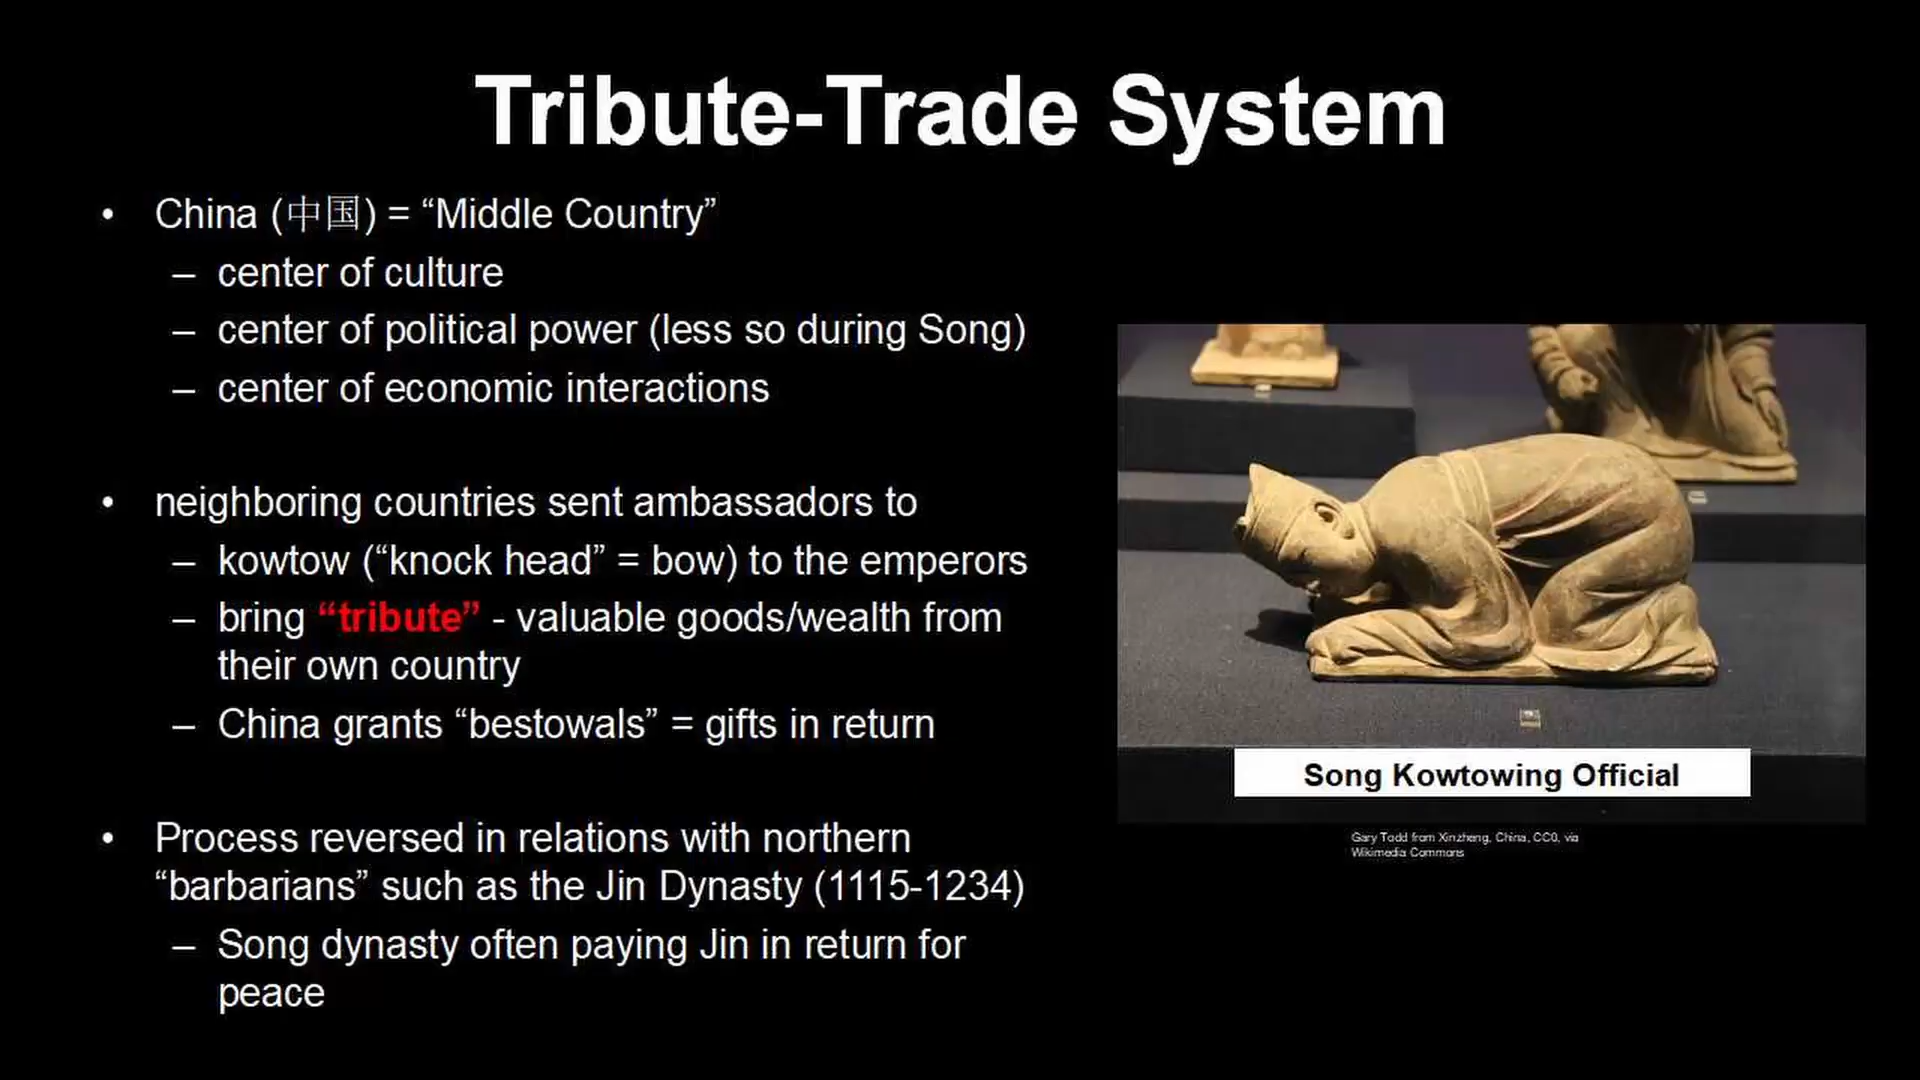 Tribute-Trade System
• China (中国) = “Middle Country”
– center of culture
– center of political power (less so during Song)
– center of economic interactions
• neighboring countries sent ambassadors to
– kowtow (“knock head” = bow) to the emperors
– bring “tribute” - valuable goods/wealth from
their own country
– China grants “bestowals” = gifts in return
• Process reversed in relations with northern
“barbarians” such as the Jin Dynasty (1115-1234)
– Song dynasty often paying Jin in return for
peace
Song Kowtowing Official
Gary Todd from Xinzheng, China, CC0, via
Wikimedia Commons